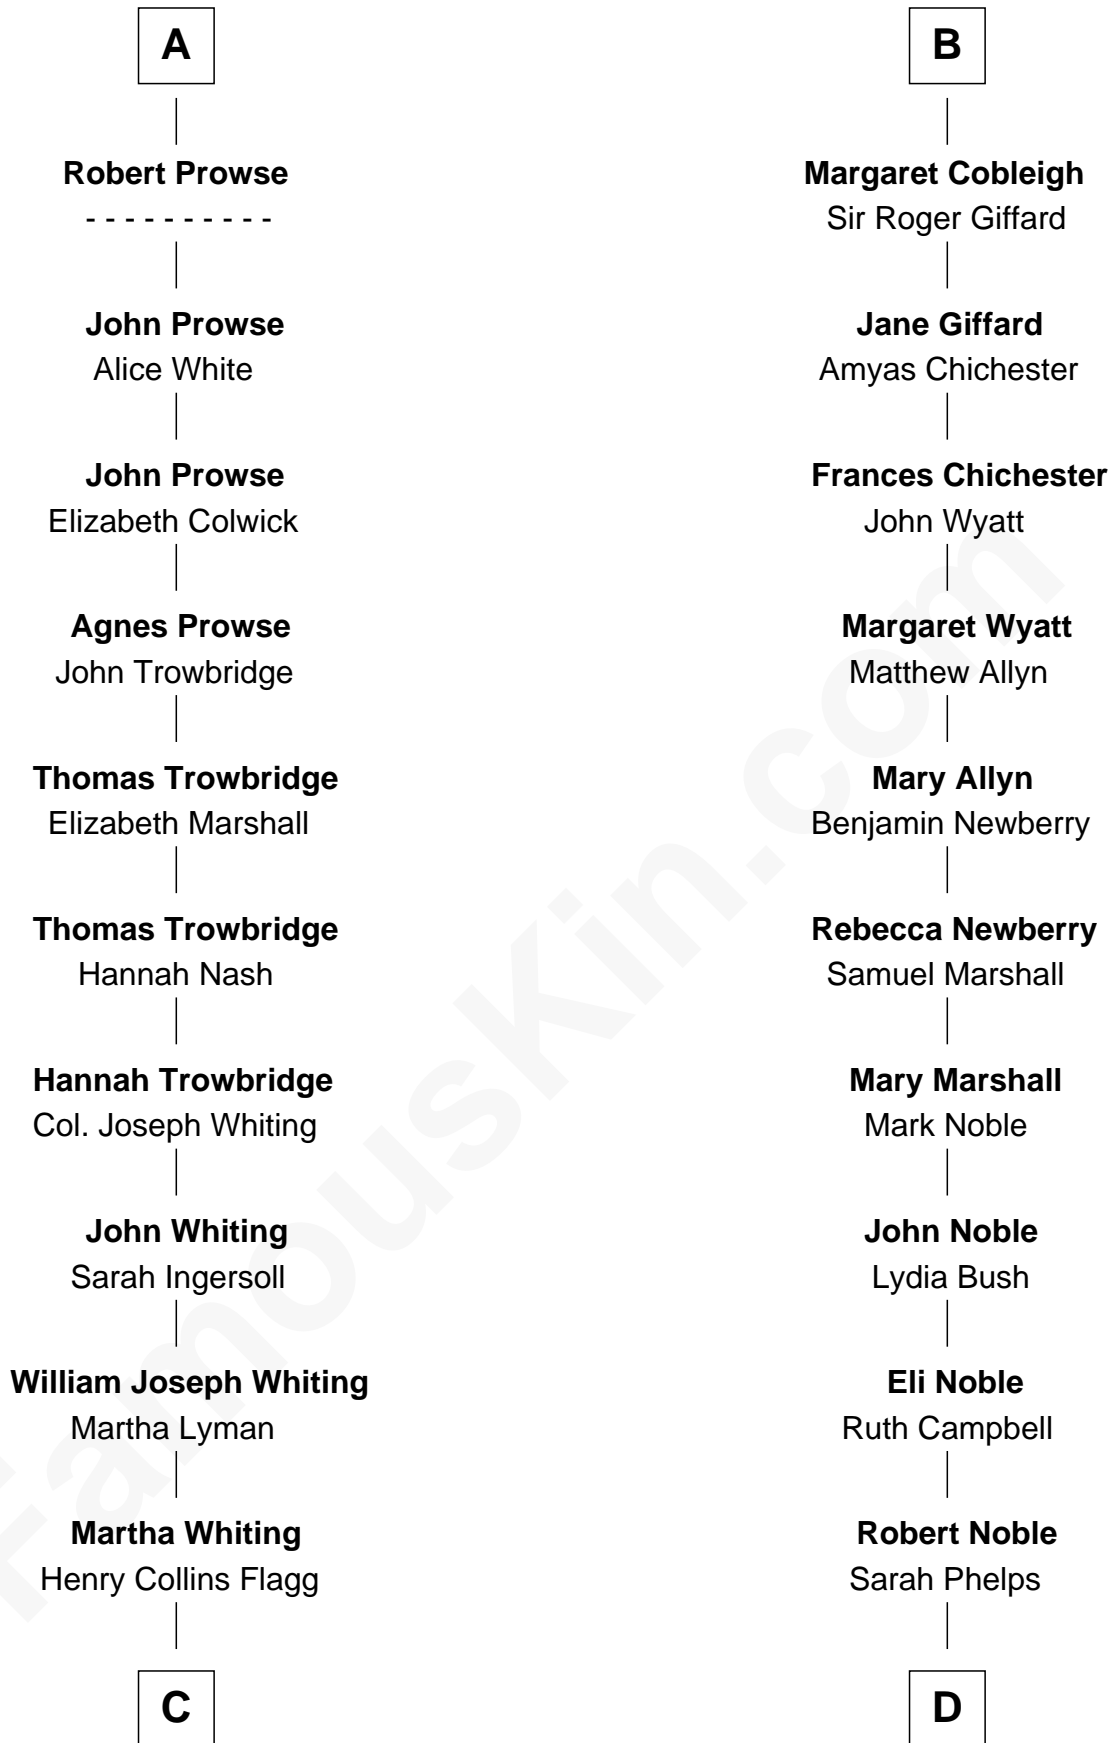 A
Robert Prowse
- - - - - - - - - -
John Prowse
Alice White
John Prowse
Elizabeth Colwick
Agnes Prowse
John Trowbridge
Thomas Trowbridge
Elizabeth Marshall
Thomas Trowbridge
Hannah Nash
Hannah Trowbridge
Col. Joseph Whiting
John Whiting
Sarah Ingersoll
William Joseph Whiting
Martha Lyman
Martha Whiting
Henry Collins Flagg
C
B
Margaret Cobleigh
Sir Roger Giffard
Jane Giffard
Amyas Chichester
Frances Chichester
John Wyatt
Margaret Wyatt
Matthew Allyn
Mary Allyn
Benjamin Newberry
Rebecca Newberry
Samuel Marshall
Mary Marshall
Mark Noble
John Noble
Lydia Bush
Eli Noble
Ruth Campbell
Robert Noble
Sarah Phelps
D
FamousKin.com